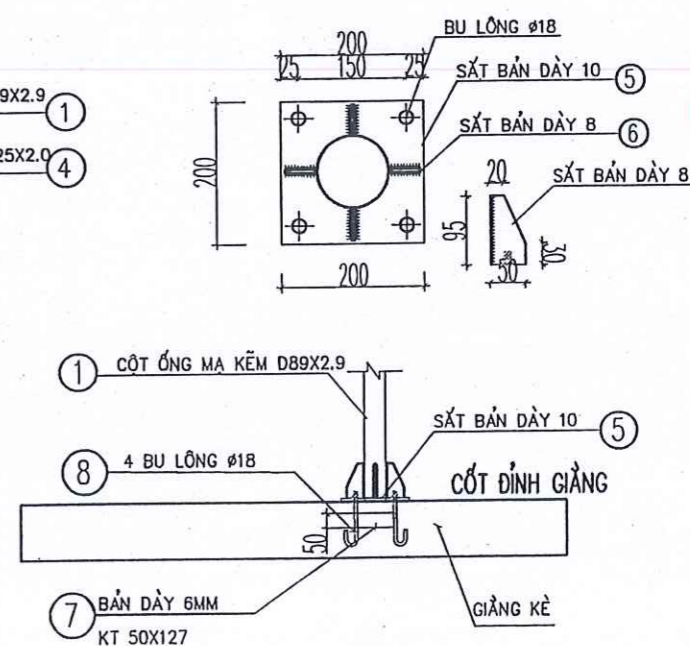 BU LÔNG ø18
200
25 150 25
SẮT BẢN DÀY 10 5
9X2.9 1
SẮT BẢN DÀY 8 6
25X2.0 4
200
20
SẮT BẢN DÀY 8
95
30
50
200
1 CỘT ỐNG MẠ KẼM D89X2.9
SẮT BẢN DÀY 10 5
8 4 BU LÔNG ø18
CỐT ĐỈNH GIẰNG
50
7 BẢN DÀY 6MM
KT 50X127
GIẰNG KÈ